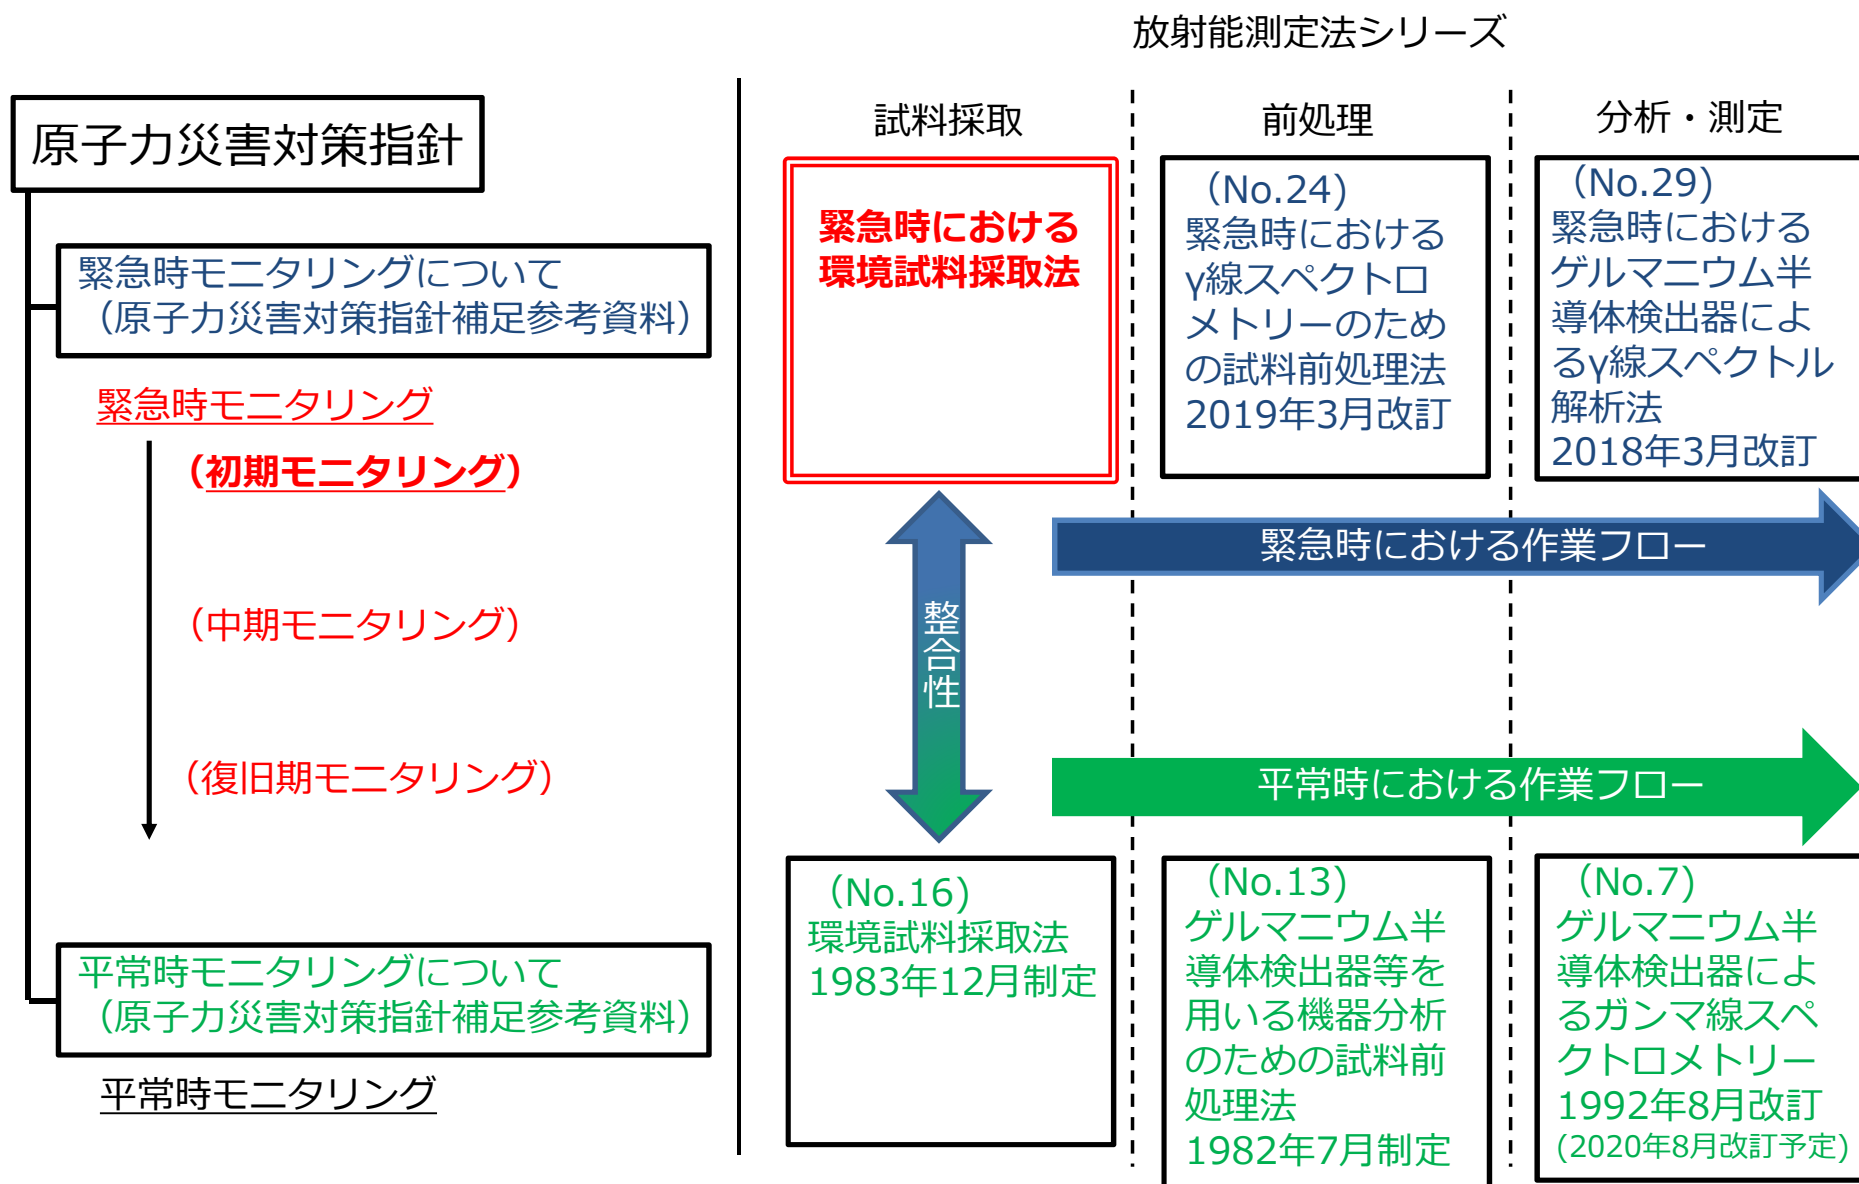 放射能測定法シリーズ
原子力災害対策指針
緊急時モニタリングについて
（原子力災害対策指針補足参考資料）
緊急時モニタリング
（初期モニタリング）
（中期モニタリング）
（復旧期モニタリング）
平常時モニタリングについて
（原子力災害対策指針補足参考資料）
平常時モニタリング
試料採取
前処理
分析・測定
緊急時における
環境試料採取法
（No.24)
緊急時における
γ線スペクトロ
メトリーのため
の試料前処理法
2019年3月改訂
（No.29)
緊急時における
ゲルマニウム半
導体検出器によ
るγ線スペクトル
解析法
2018年3月改訂
緊急時における作業フロー
整合性
平常時における作業フロー
（No.16)
環境試料採取法
1983年12月制定
（No.13)
ゲルマニウム半
導体検出器等を
用いる機器分析
のための試料前
処理法
1982年7月制定
（No.7)
ゲルマニウム半
導体検出器によ
るガンマ線スペ
クトロメトリー
1992年8月改訂
(2020年8月改訂予定)